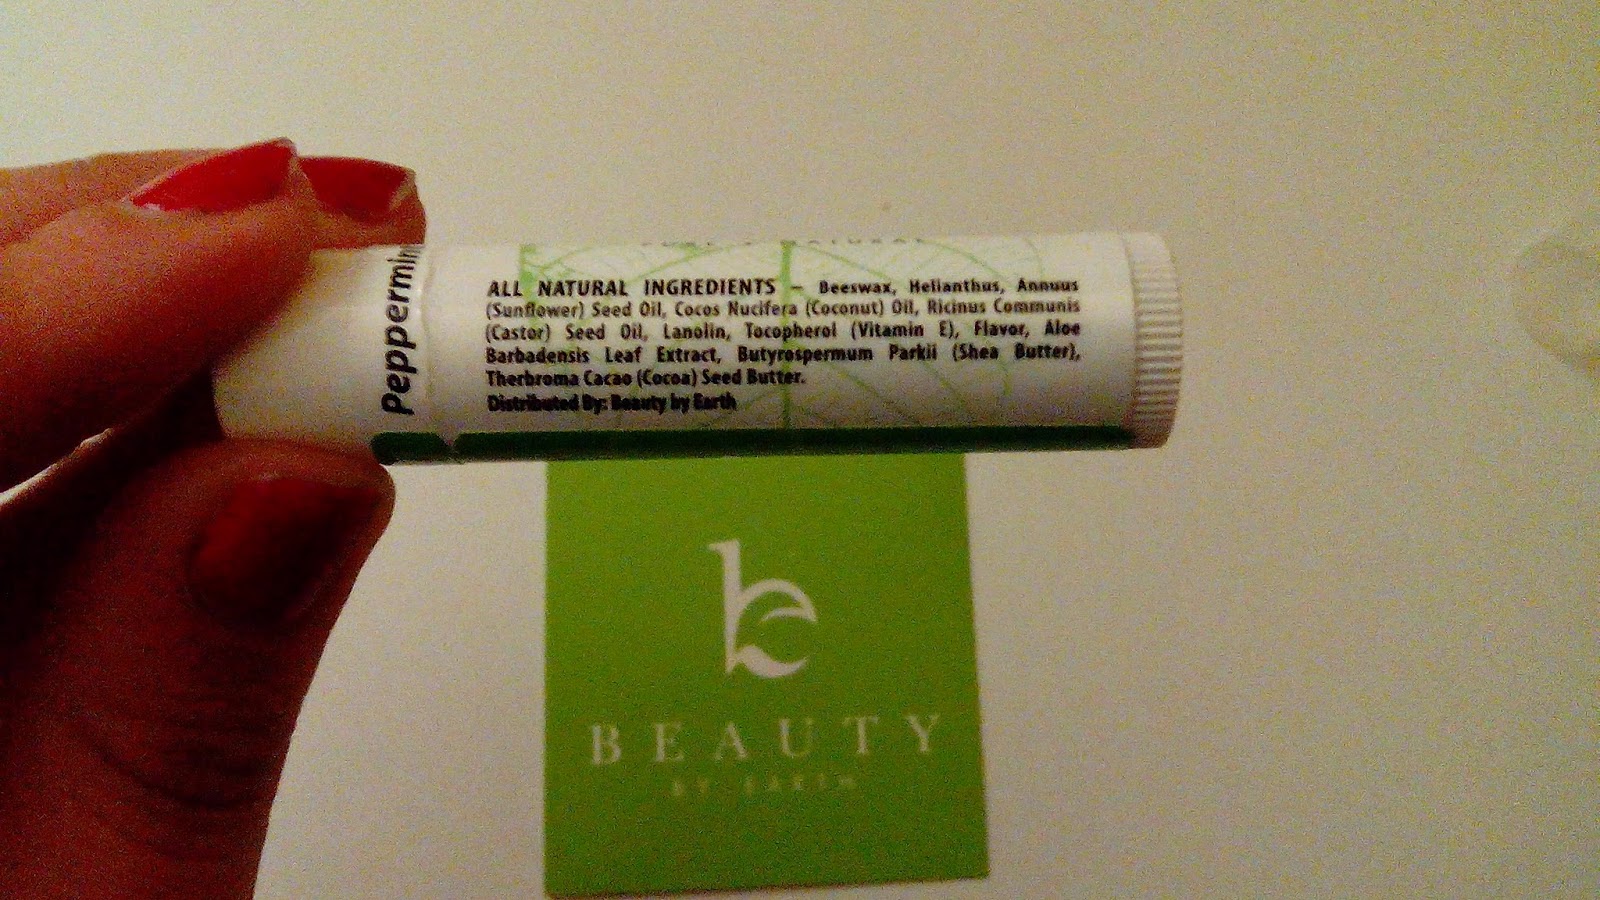 Peppermin
ALL NATURAL INGREDIENTS – Beeswax, Helianthus, Annuus
(Sunflower) Seed Oil, Cocos Nucifera (Coconut) Oil, Ricinus Communis
(Castor) Seed Oil, Lanolin, Tocopherol (Vitamin E), Flavor, Aloe
Barbadensis Leaf Extract, Butyrospermum Parkii (Shea Butter),
Therbroma Cacao (Cocoa) Seed Butter.
Distributed By: Beauty by Earth
BEAUTY
BY EARTH